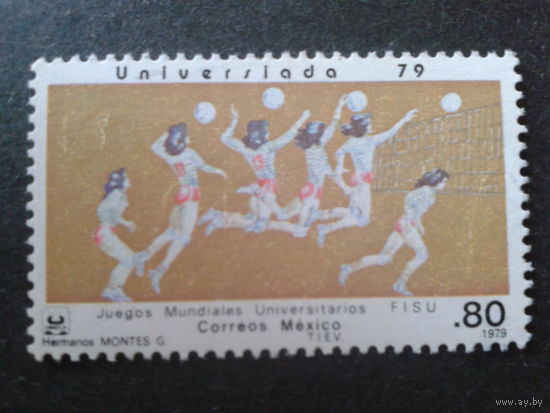 Universiada 79
Juegos Mundiales Universitarios FISU
Correos México
.80
Hermanos MONTES G.
T.I.E.V.
1979
www.ay.by